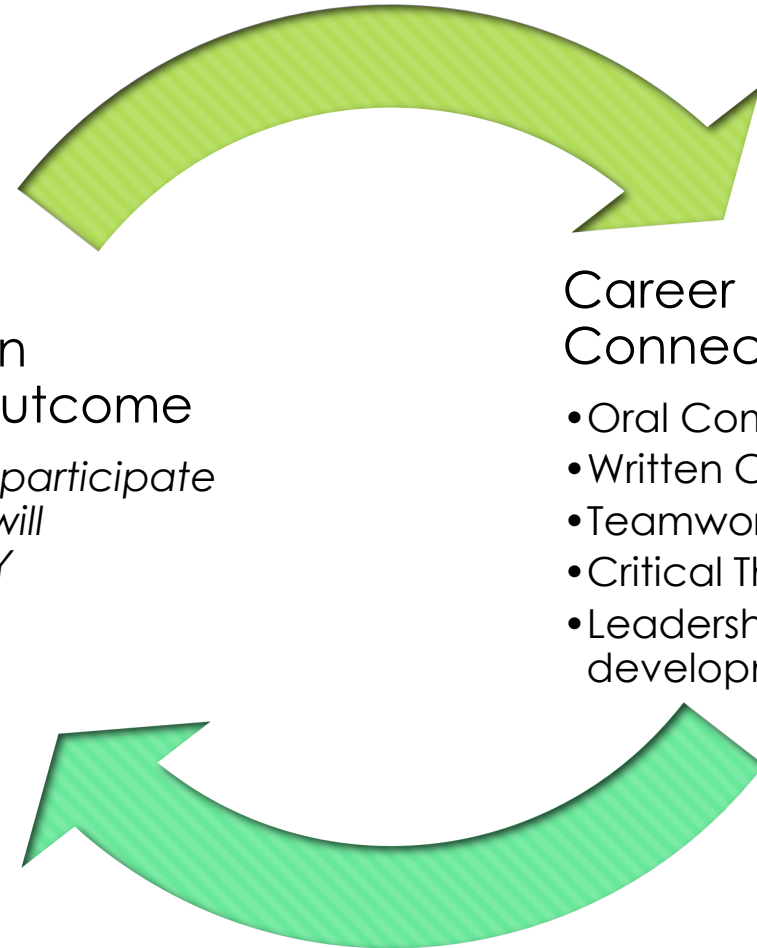 n
utcome
participate
will
Y
Career
Connec
•Oral Con
•Written C
•Teamwor
•Critical Th
•Leadersh
developr